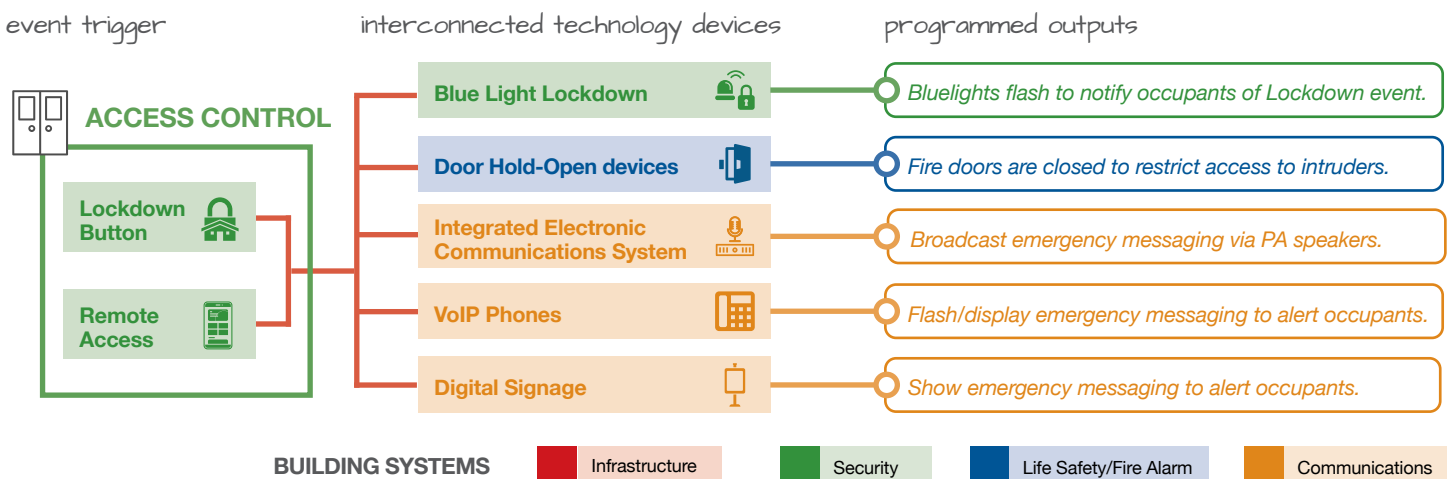 event trigger
interconnected technology devices
programmed outputs
ACCESS CONTROL
Lockdown
Button
Remote
Access
Blue Light Lockdown
Bluelights flash to notify occupants of Lockdown event.
Door Hold-Open devices
Fire doors are closed to restrict access to intruders.
Integrated Electronic
Communications System
Broadcast emergency messaging via PA speakers.
VoIP Phones
Flash/display emergency messaging to alert occupants.
Digital Signage
Show emergency messaging to alert occupants.
BUILDING SYSTEMS
Infrastructure
Security
Life Safety/Fire Alarm
Communications